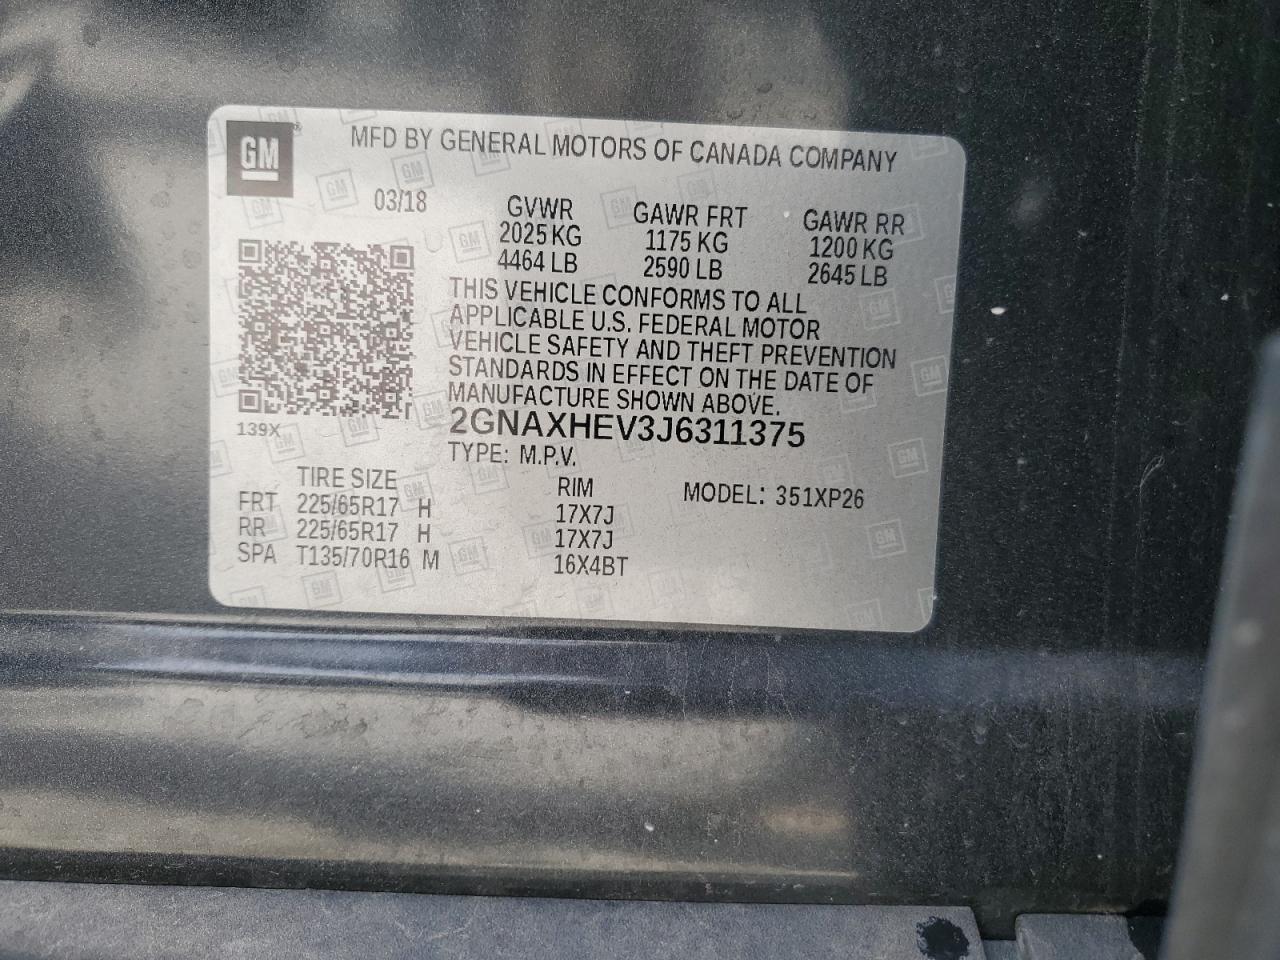 GM ®
MFD BY GENERAL MOTORS OF CANADA COMPANY
03/18
GVWR GAWR FRT GAWR RR
2025 KG 1175 KG 1200 KG
4464 LB 2590 LB 2645 LB
THIS VEHICLE CONFORMS TO ALL
APPLICABLE U.S. FEDERAL MOTOR
VEHICLE SAFETY AND THEFT PREVENTION
STANDARDS IN EFFECT ON THE DATE OF
MANUFACTURE SHOWN ABOVE.
139X
2GNAXHEV3J6311375
TYPE: M.P.V.
TIRE SIZE RIM MODEL: 351XP26
FRT 225/65R17 H 17X7J
RR 225/65R17 H 17X7J
SPA T135/70R16 M 16X4BT